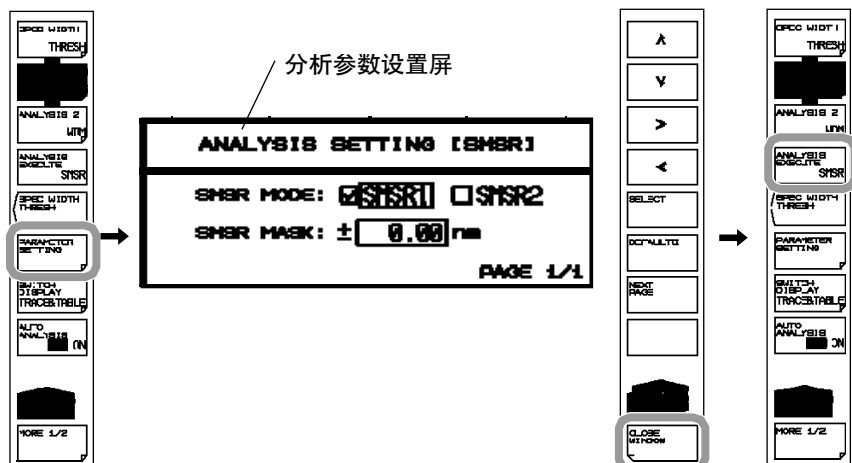 SPEC WIDTH
THRESH
ANALYSIS 2
ANALYSIS
EXECUTE
SMSR
SPEC WIDTH
THRESH
PARAMETER
SETTING
SWITCH
DISPLAY
TRACE&TABLE
AUTO
ANALYSIS
MORE 1/2
分析参数设置屏
ANALYSIS SETTING [SMSR]
SMSR MODE: ☑SMSR1 ☐SMSR2
SMSR MASK: ± 0.00 nm
PAGE 1/1
SELECT
DEFAULT
NEXT
PAGE
CLOSE
WINDOW
SPEC WIDTH
THRESH
ANALYSIS 2
ANALYSIS
EXECUTE
SMSR
SPEC WIDTH
THRESH
PARAMETER
SETTING
SWITCH
DISPLAY
TRACE&TABLE
AUTO
ANALYSIS
MORE 1/2